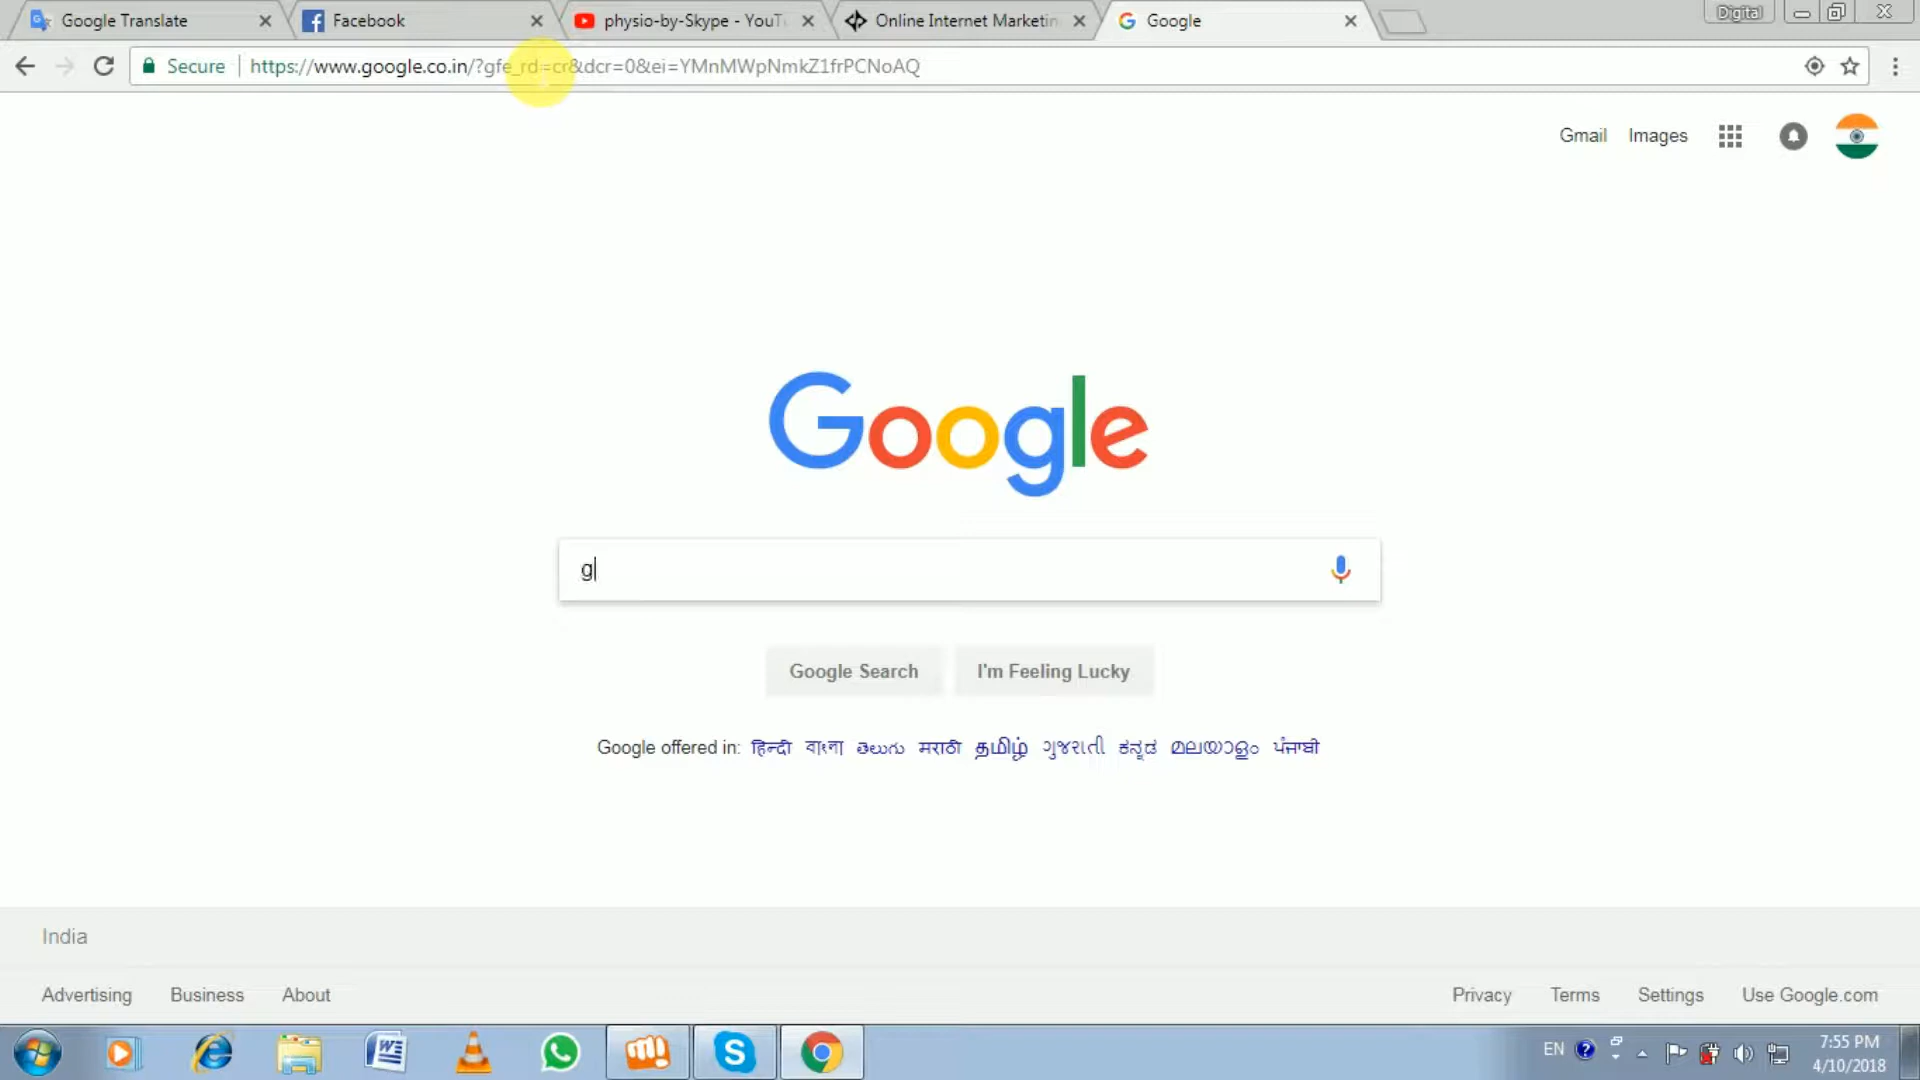 Google Translate
Facebook
physio-by-Skype - YouT
Online Internet Marketin
Google
Digital
Secure
https://www.google.co.in/?gfe_rd=cr&dcr=0&ei=YMnMWpNmkZ1frPCNoAQ
Gmail Images
Google
g
Google Search I'm Feeling Lucky
Google offered in: हिन्दी বাংলা తెలుగు मराठी தமிழ் ગુજરાતી ಕನ್ನಡ മലയാളം ਪੰਜਾਬੀ
India
Advertising Business About Privacy Terms Settings Use Google.com
EN
7:55 PM
4/10/2018